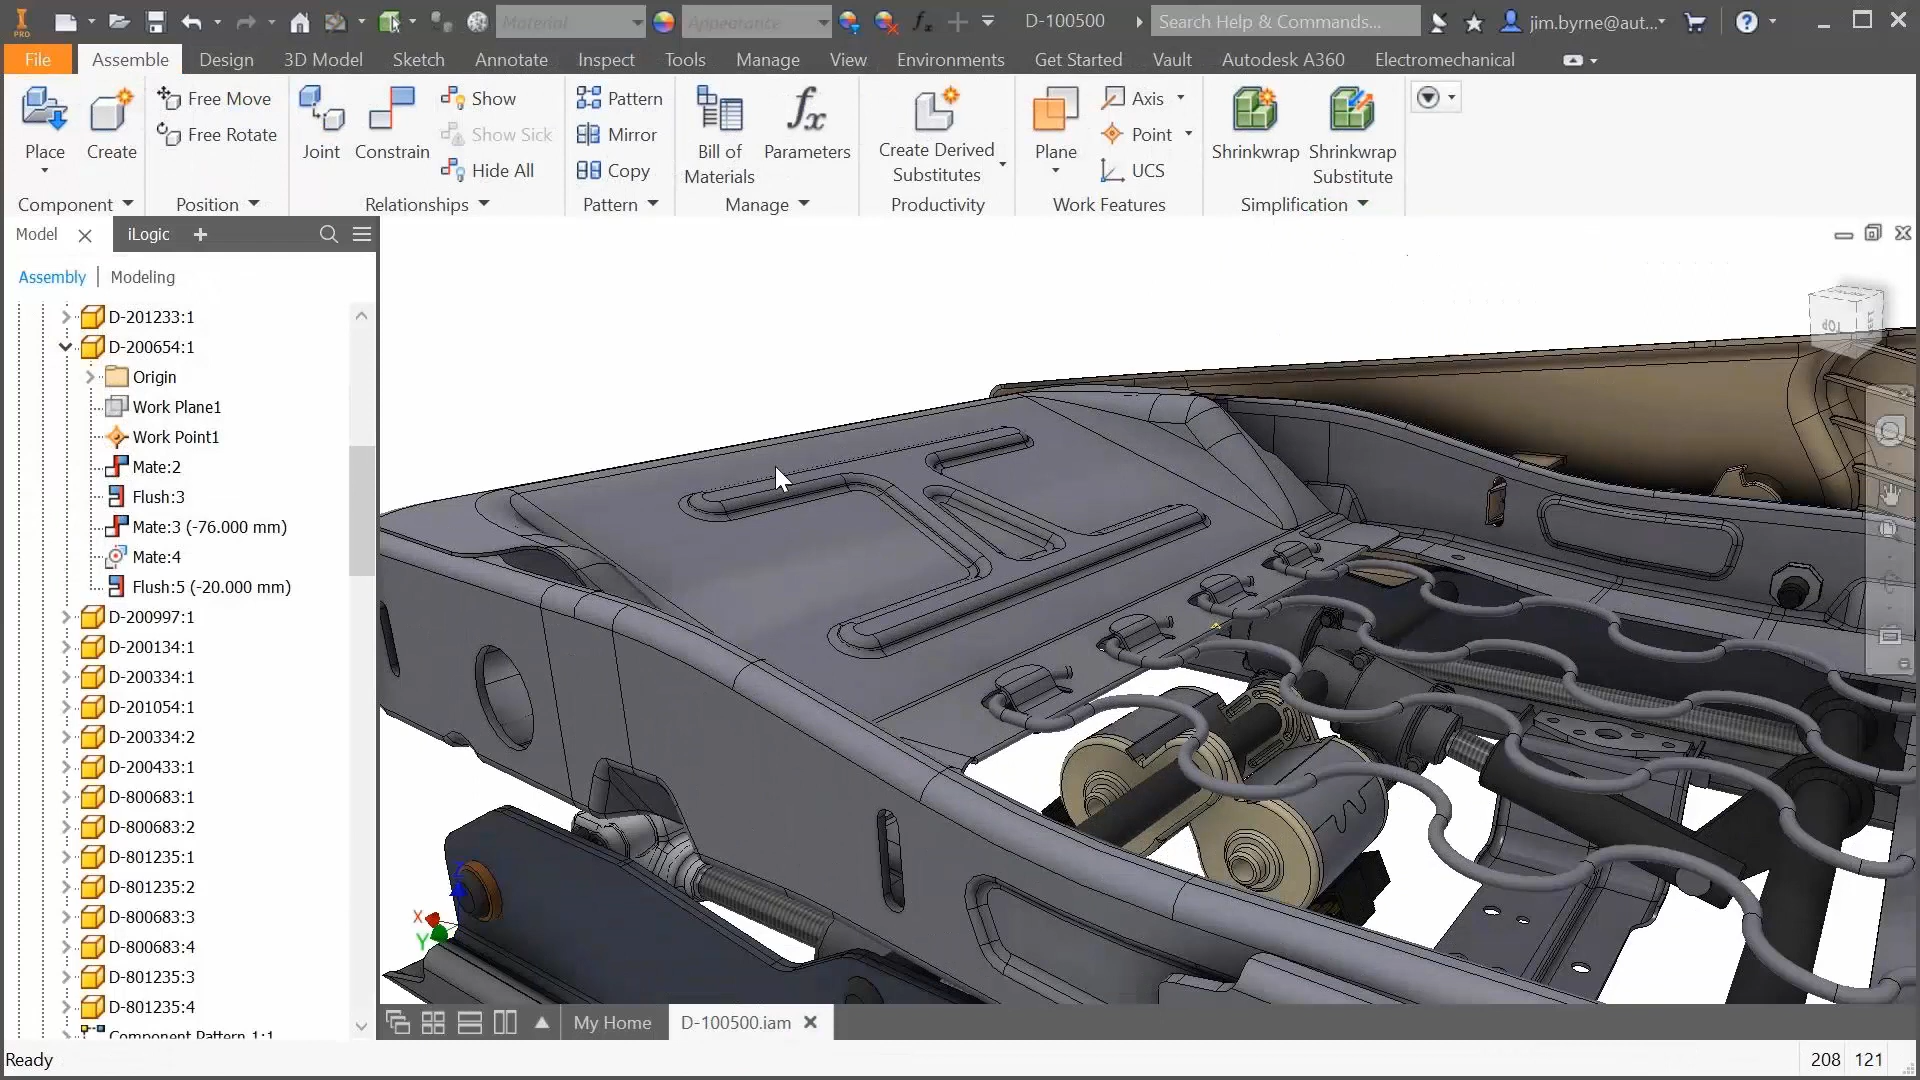 PRO
Material
Appearance
fx
D-100500
Search Help & Commands...
jim.byrne@aut...
File
Assemble
Design
3D Model
Sketch
Annotate
Inspect
Tools
Manage
View
Environments
Get Started
Vault
Autodesk A360
Electromechanical
Place
Create
Free Move
Free Rotate
Joint
Constrain
Show
Show Sick
Hide All
Pattern
Mirror
Copy
Bill of
Materials
fx
Parameters
Create Derived
Substitutes
Plane
Axis
Point
UCS
Shrinkwrap
Shrinkwrap
Substitute
Component
Position
Relationships
Pattern
Manage
Productivity
Work Features
Simplification
Model
iLogic
Assembly
Modeling
D-201233:1
D-200654:1
Origin
Work Plane1
Work Point1
Mate:2
Flush:3
Mate:3 (-76.000 mm)
Mate:4
Flush:5 (-20.000 mm)
D-200997:1
D-200134:1
D-200334:1
D-201054:1
D-200334:2
D-200433:1
D-800683:1
D-800683:2
D-801235:1
D-801235:2
D-800683:3
D-800683:4
D-801235:3
D-801235:4
Component Pattern 1:1
TOP
X
Y
Z
My Home
D-100500.iam
Ready
208
121